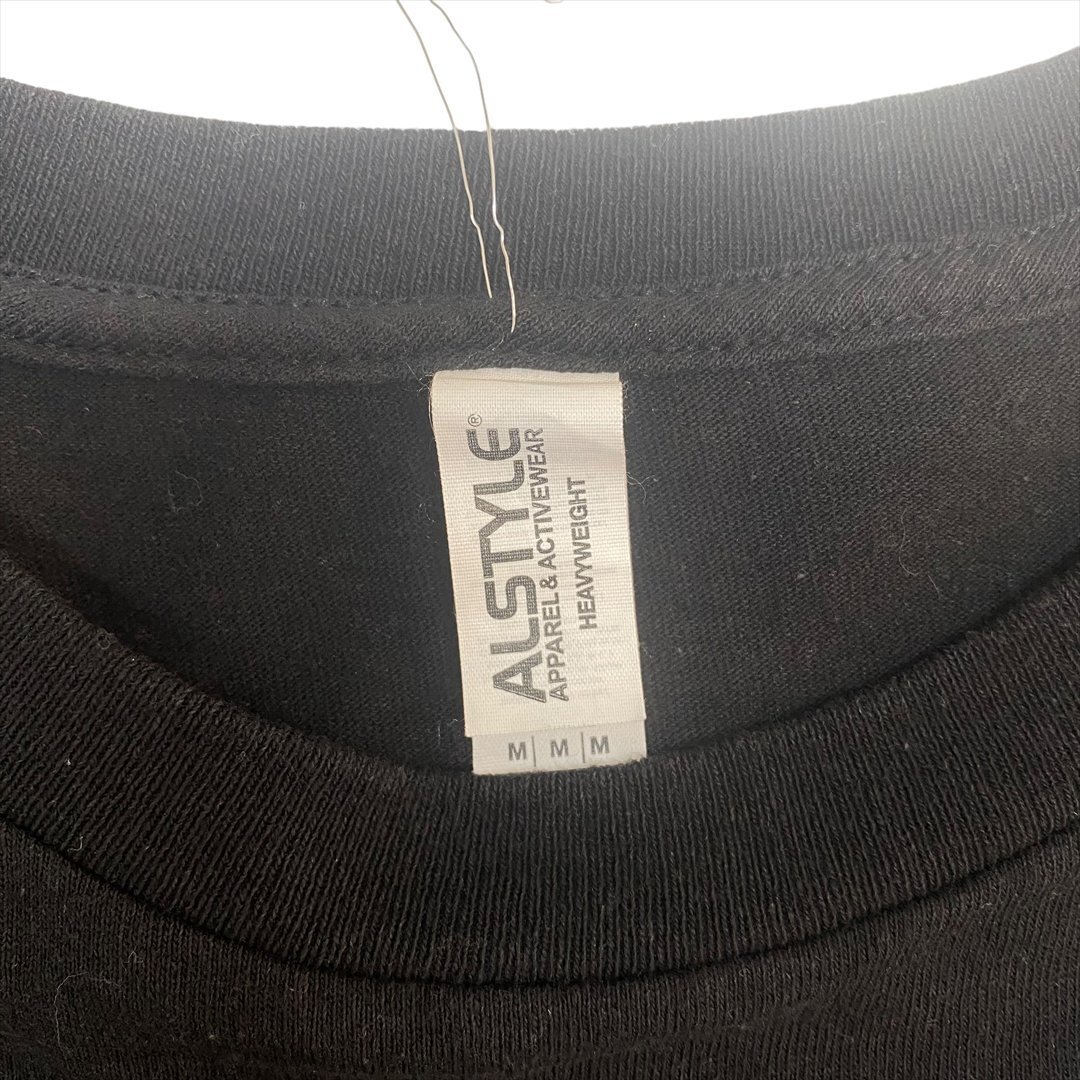 ALSTYLE®
APPAREL & ACTIVEWEAR
HEAVYWEIGHT
M | M | M